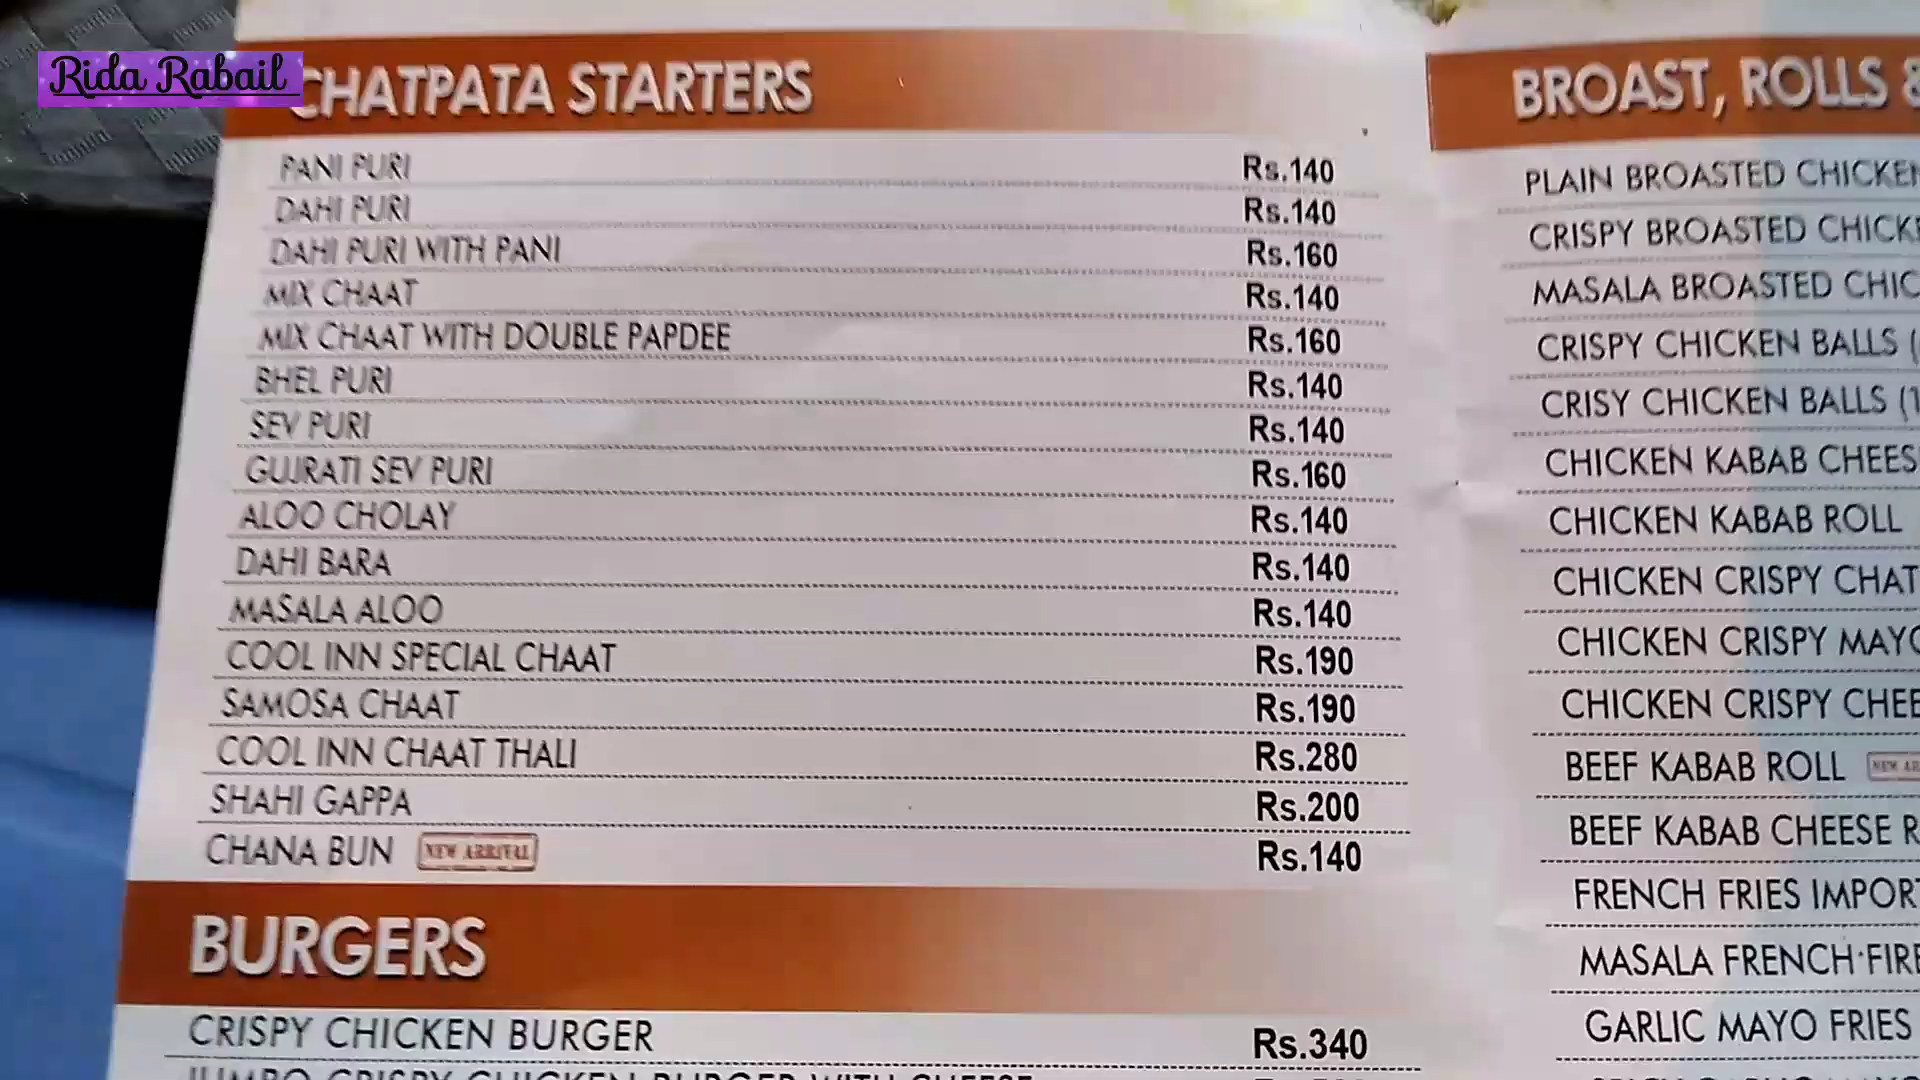 Rida Rabail
CHATPATA STARTERS
PANI PURI Rs.140
DAHI PURI Rs.140
DAHI PURI WITH PANI Rs.160
MIX CHAAT Rs.140
MIX CHAAT WITH DOUBLE PAPDEE Rs.160
BHEL PURI Rs.140
SEV PURI Rs.140
GUJRATI SEV PURI Rs.160
ALOO CHOLAY Rs.140
DAHI BARA Rs.140
MASALA ALOO Rs.140
COOL INN SPECIAL CHAAT Rs.190
SAMOSA CHAAT Rs.190
COOL INN CHAAT THALI Rs.280
SHAHI GAPPA Rs.200
CHANA BUN NEW ARRIVAL Rs.140
BURGERS
CRISPY CHICKEN BURGER Rs.340
JUMBO CRISPY CHICKEN BURGER WITH CHEESE
BROAST, ROLLS &
PLAIN BROASTED CHICKEN
CRISPY BROASTED
MASALA BROASTED
CRISPY CHICKEN BALLS
CRISY CHICKEN BALLS
CHICKEN KABAB
CHICKEN KABAB ROLL
CHICKEN CRISPY
CHICKEN CRISPY
CHICKEN CRISPY
BEEF KABAB ROLL
BEEF KABAB CHEESE
FRENCH FRIES
MASALA
GARLIC MAYO FRIES